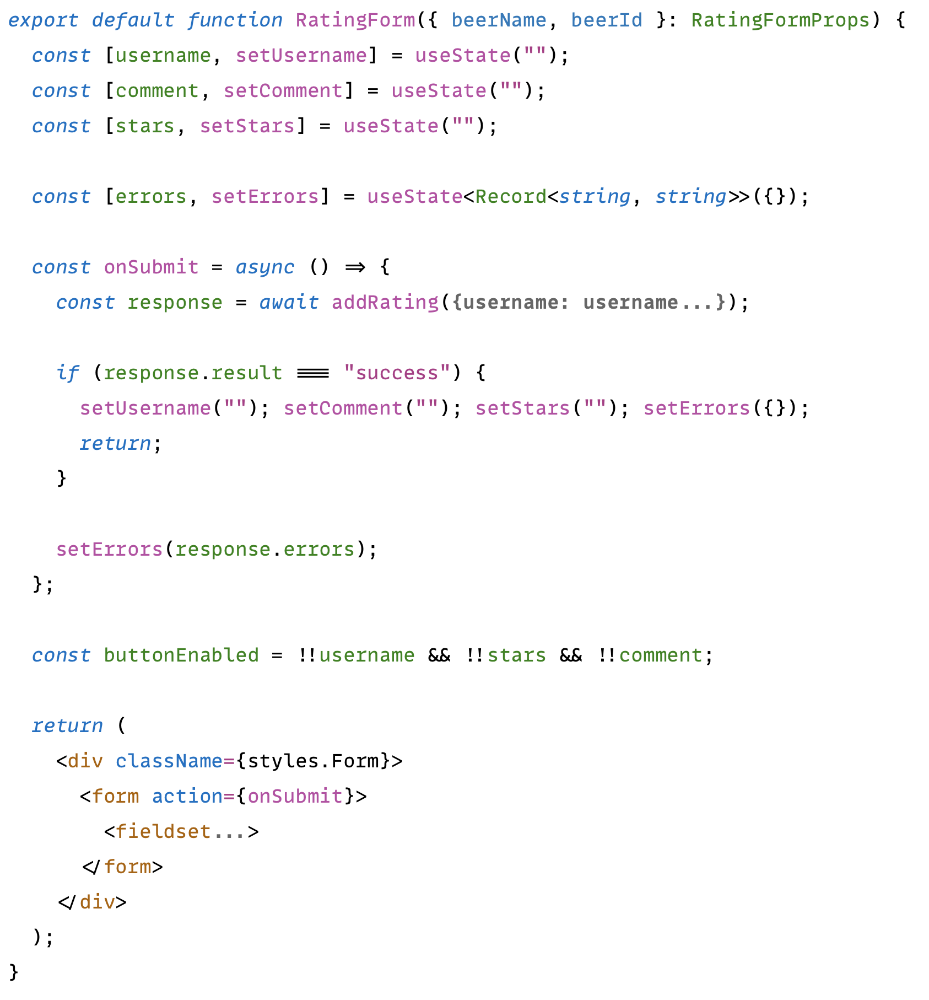 export default function RatingForm({ beerName, beerId }: RatingFormProps) {
  const [username, setUsername] = useState("");
  const [comment, setComment] = useState("");
  const [stars, setStars] = useState("");

  const [errors, setErrors] = useState<Record<string, string>>({});

  const onSubmit = async () => {
    const response = await addRating({username: username...});

    if (response.result === "success") {
      setUsername(""); setComment(""); setStars(""); setErrors({});
      return;
    }

    setErrors(response.errors);
  };

  const buttonEnabled = !!username && !!stars && !!comment;

  return (
    <div className={styles.Form}>
      <form action={onSubmit}>
        <fieldset...>
      </form>
    </div>
  );
}